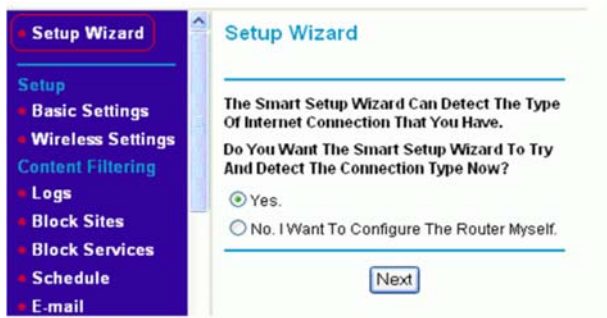 Setup Wizard
Setup
Basic Settings
Wireless Settings
Content Filtering
Logs
Block Sites
Block Services
Schedule
E-mail
Setup Wizard
The Smart Setup Wizard Can Detect The Type
Of Internet Connection That You Have.
Do You Want The Smart Setup Wizard To Try
And Detect The Connection Type Now?
Yes.
No. I Want To Configure The Router Myself.
Next